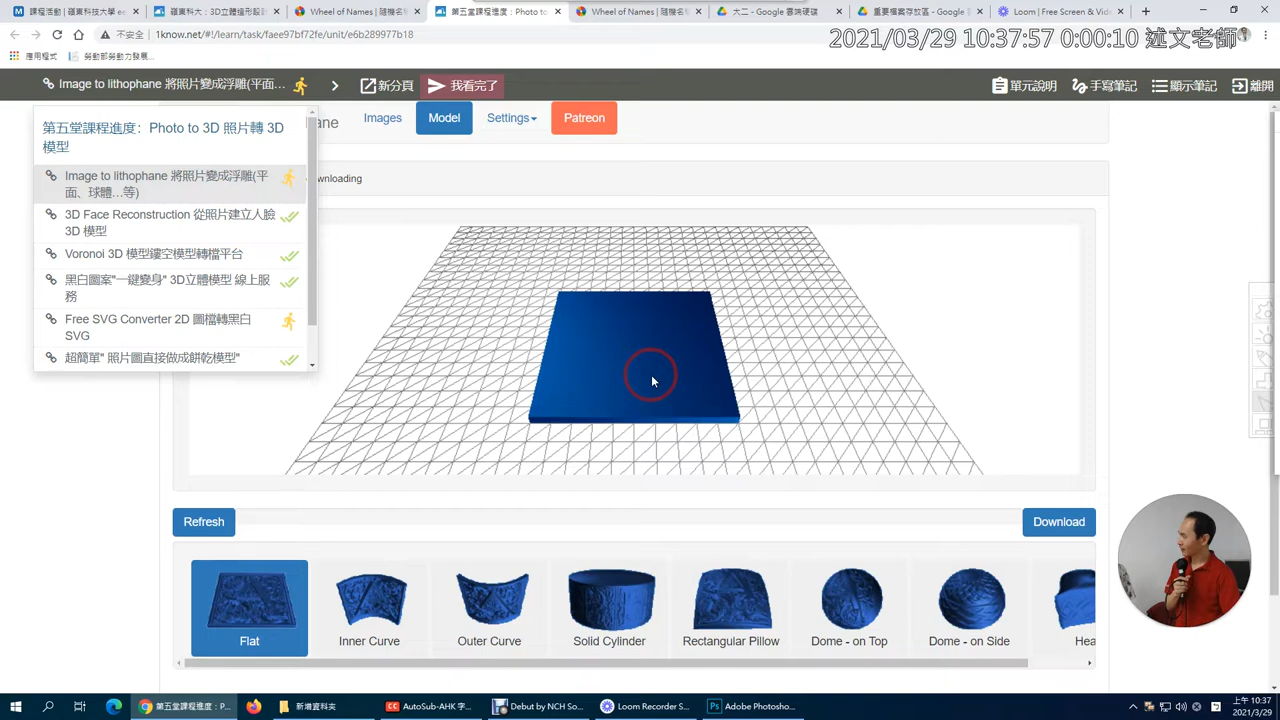 課程活動 | 嶺東科技大學 ee
嶺東科大：3D立體造形設計
Wheel of Names | 隨機名
第五堂課程進度：Photo to
Wheel of Names | 隨機名
大二 - Google 雲端硬碟
重要檔案存放區 - Google
Loom | Free Screen & Vide
不安全 | 1know.net/#!/learn/task/faee97bf72fe/unit/e6b289977b18
2021/03/29 10:37:57 0:00:10 述文老師
應用程式 勞動部勞動力發展...
Image to lithophane 將照片變成浮雕(平面... 新分頁 我看完了 單元說明 手寫筆記 顯示筆記 離開
ane Images Model Settings Patreon
第五堂課程進度：Photo to 3D 照片轉 3D
模型
Image to lithophane 將照片變成浮雕(平
面、球體…等)
wnloading
3D Face Reconstruction 從照片建立人臉
3D 模型
Voronoi 3D 模型鏤空模型轉檔平台
黑白圖案"一鍵變身" 3D立體模型 線上服
務
Free SVG Converter 2D 圖檔轉黑白
SVG
超簡單" 照片圖直接做成餅乾模型"
Refresh Download
Flat Inner Curve Outer Curve Solid Cylinder Rectangular Pillow Dome - on Top Dome - on Side Hea
第五堂課程進度：P...
新增資料夾
AutoSub-AHK 字...
Debut by NCH So...
Loom Recorder S...
Adobe Photosho...
上午 10:37
2021/3/29